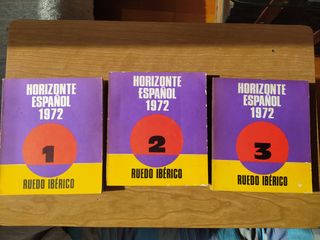 HORIZONTE
ESPAÑOL
1972
1
RUEDO IBÉRICO
HORIZONTE
ESPAÑOL
1972
2
RUEDO IBÉRICO
HORIZONTE
ESPAÑOL
1972
3
RUEDO IBÉRICO